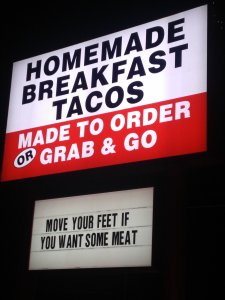 HOMEMADE
BREAKFAST
TACOS
MADE TO ORDER
OR GRAB & GO
MOVE YOUR FEET IF
YOU WANT SOME MEAT